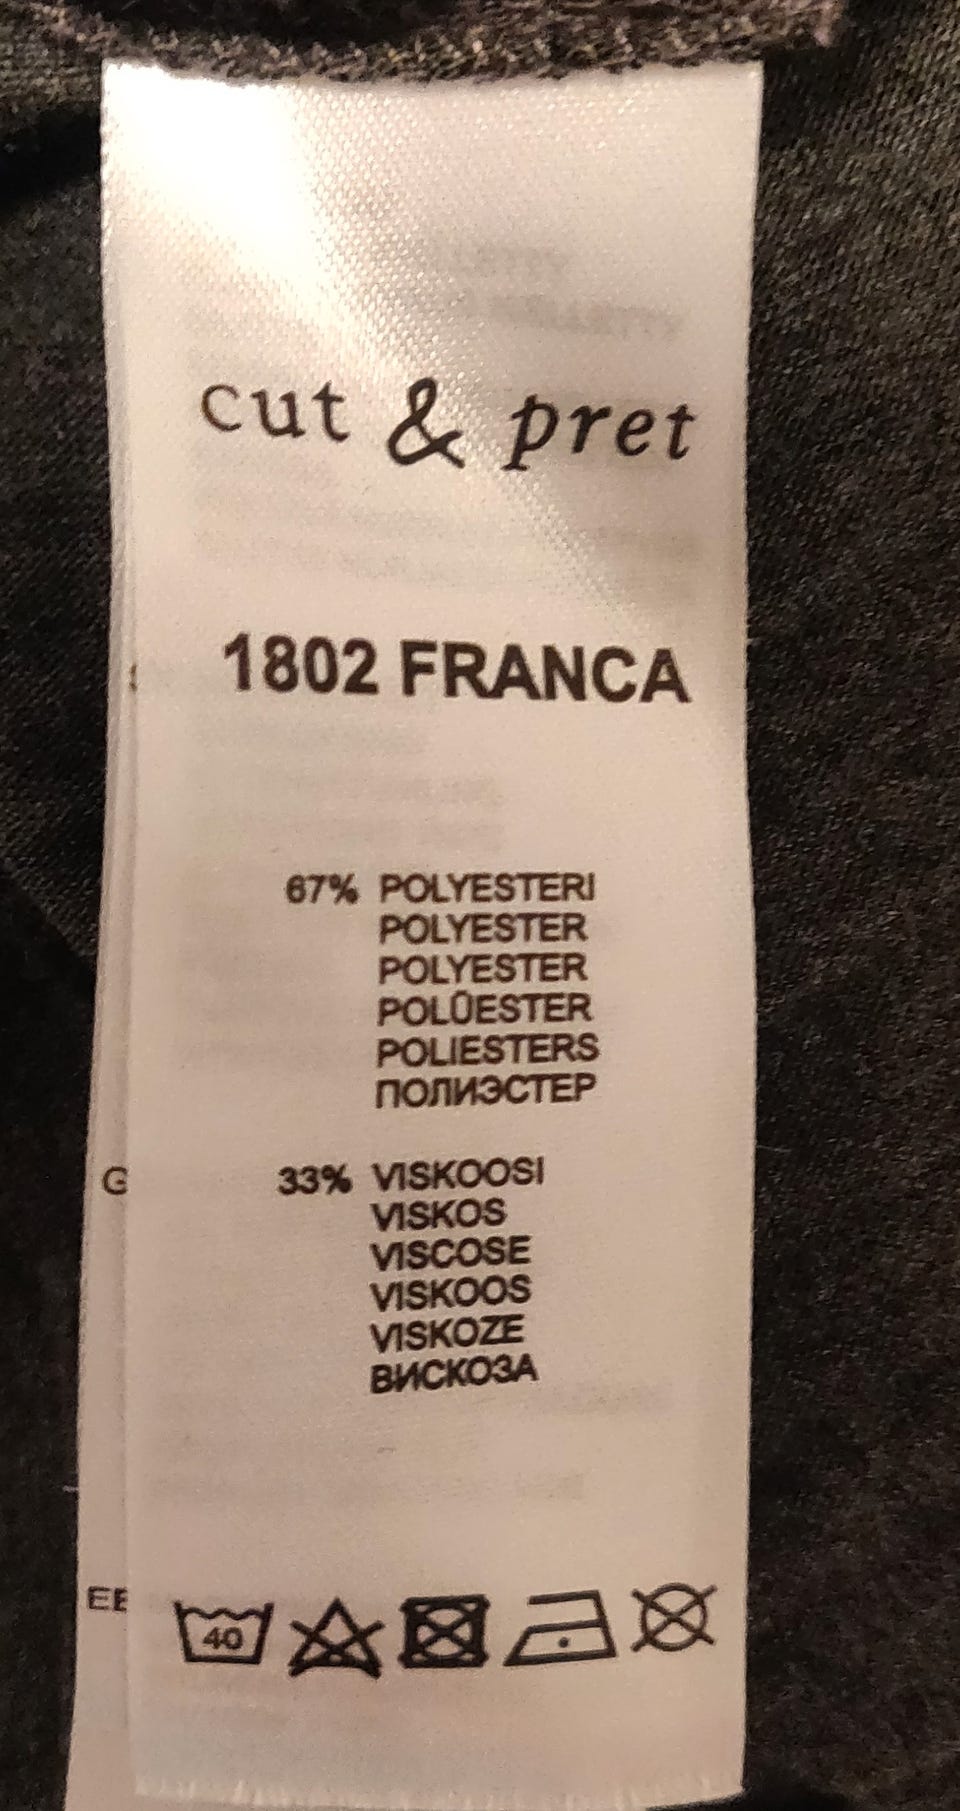 cut & pret
1802 FRANCA
67% POLYESTERI
POLYESTER
POLYESTER
POLÜESTER
POLIESTERS
ПОЛИЭСТЕР
G
33% VISKOOSI
VISKOS
VISCOSE
VISKOOS
VISKOZE
ВИСКОЗА
EE
40